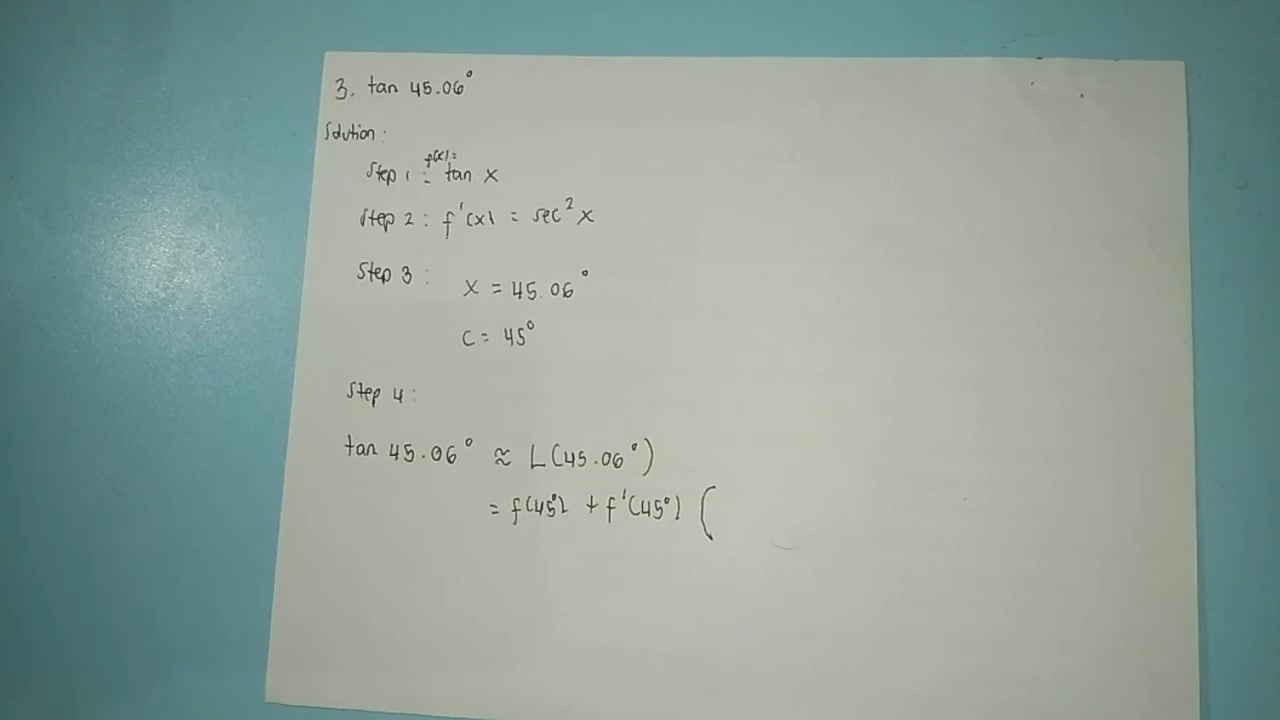 3. tan 45.06°
Solution:
f(x) =
Step 1: tan x
Step 2: f'(x) = sec² x
Step 3:
x = 45.06°
c = 45°
Step 4:
tan 45.06° ≈ L(45.06°)
= f(45°) + f'(45°) (